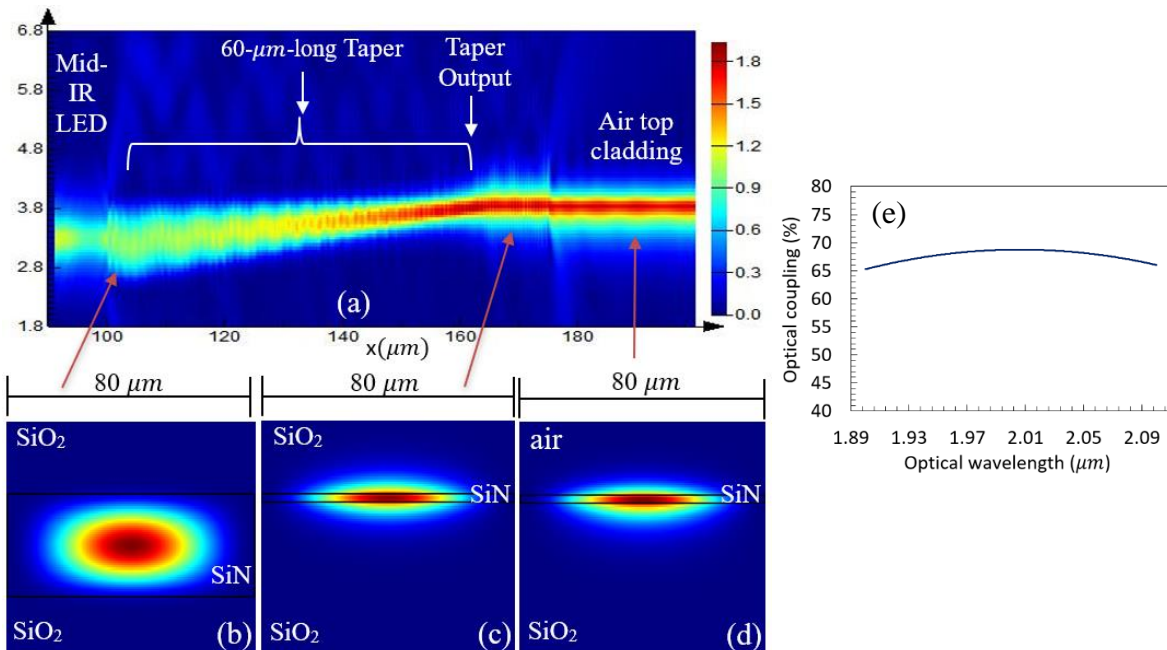 6.8
5.8
4.8
3.8
2.8
1.8
Mid-
IR
LED
60-μm-long Taper
Taper
Output
Air top
cladding
(a)
100
120
140
160
180
x(μm)
1.8
1.5
1.2
0.9
0.6
0.3
0.0
80 μm
80 μm
80 μm
SiO₂
SiN
SiO₂
(b)
SiO₂
SiN
(c)
air
SiN
(d)
(e)
Optical coupling (%)
80
75
70
65
60
55
50
45
40
1.89 1.93 1.97 2.01 2.05 2.09
Optical wavelength (μm)